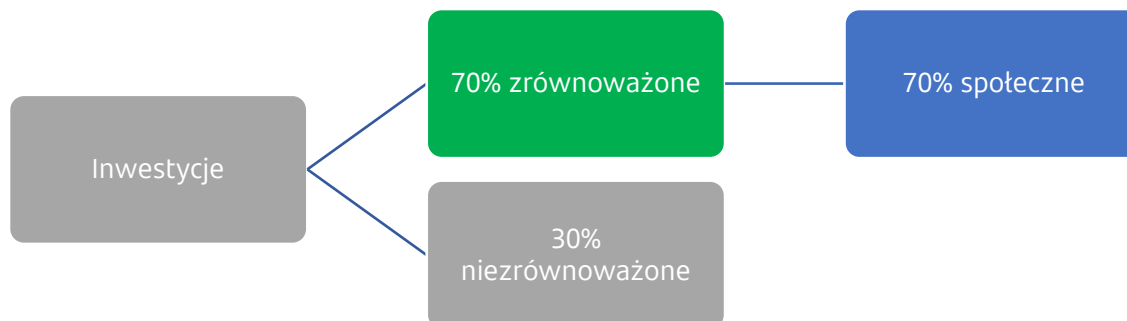 70% zrównoważone
70% społeczne
Inwestycje
30%
niezrównoważone